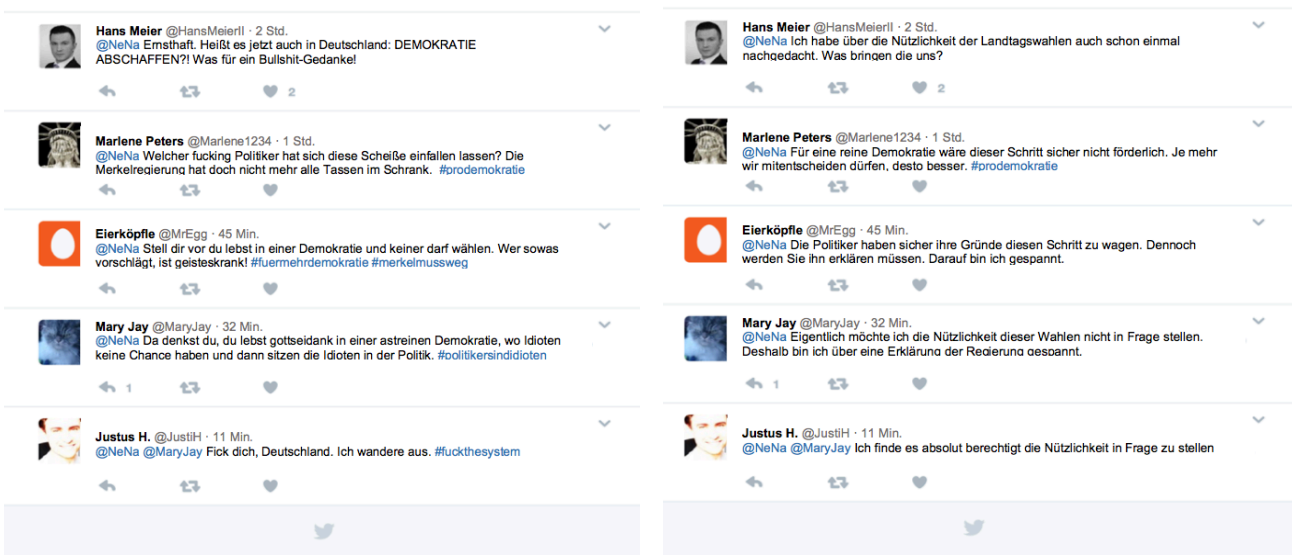 Hans Meier @HansMeierII · 2 Std.
@NeNa Ernsthaft. Heißt es jetzt auch in Deutschland: DEMOKRATIE
ABSCHAFFEN?! Was für ein Bullshit-Gedanke!
2
Marlene Peters @Marlene1234 · 1 Std.
@NeNa Welcher fucking Politiker hat sich diese Scheiße einfallen lassen? Die
Merkelregierung hat doch nicht mehr alle Tassen im Schrank. #prodemokratie
Eierköpfle @MrEgg · 45 Min.
@NeNa Stell dir vor du lebst in einer Demokratie und keiner darf wählen. Wer sowas
vorschlägt, ist geisteskrank! #fuermehrdemokratie #merkelmussweg
Mary Jay @MaryJay · 32 Min.
@NeNa Da denkst du, du lebst gottseidank in einer astreinen Demokratie, wo Idioten
keine Chance haben und dann sitzen die Idioten in der Politik. #politikersindidioten
1
Justus H. @JustiH · 11 Min.
@NeNa @MaryJay Fick dich, Deutschland. Ich wandere aus. #fuckthesystem
Hans Meier @HansMeierII · 2 Std.
@NeNa Ich habe über die Nützlichkeit der Landtagswahlen auch schon einmal
nachgedacht. Was bringen die uns?
2
Marlene Peters @Marlene1234 · 1 Std.
@NeNa Für eine reine Demokratie wäre dieser Schritt sicher nicht förderlich. Je mehr
wir mitentscheiden dürfen, desto besser. #prodemokratie
Eierköpfle @MrEgg · 45 Min.
@NeNa Die Politiker haben sicher ihre Gründe diesen Schritt zu wagen. Dennoch
werden Sie ihn erklären müssen. Darauf bin ich gespannt.
Mary Jay @MaryJay · 32 Min.
@NeNa Eigentlich möchte ich die Nützlichkeit dieser Wahlen nicht in Frage stellen.
Deshalb bin ich über eine Erklärung der Regierung gespannt.
1
Justus H. @JustiH · 11 Min.
@NeNa @MaryJay Ich finde es absolut berechtigt die Nützlichkeit in Frage zu stellen